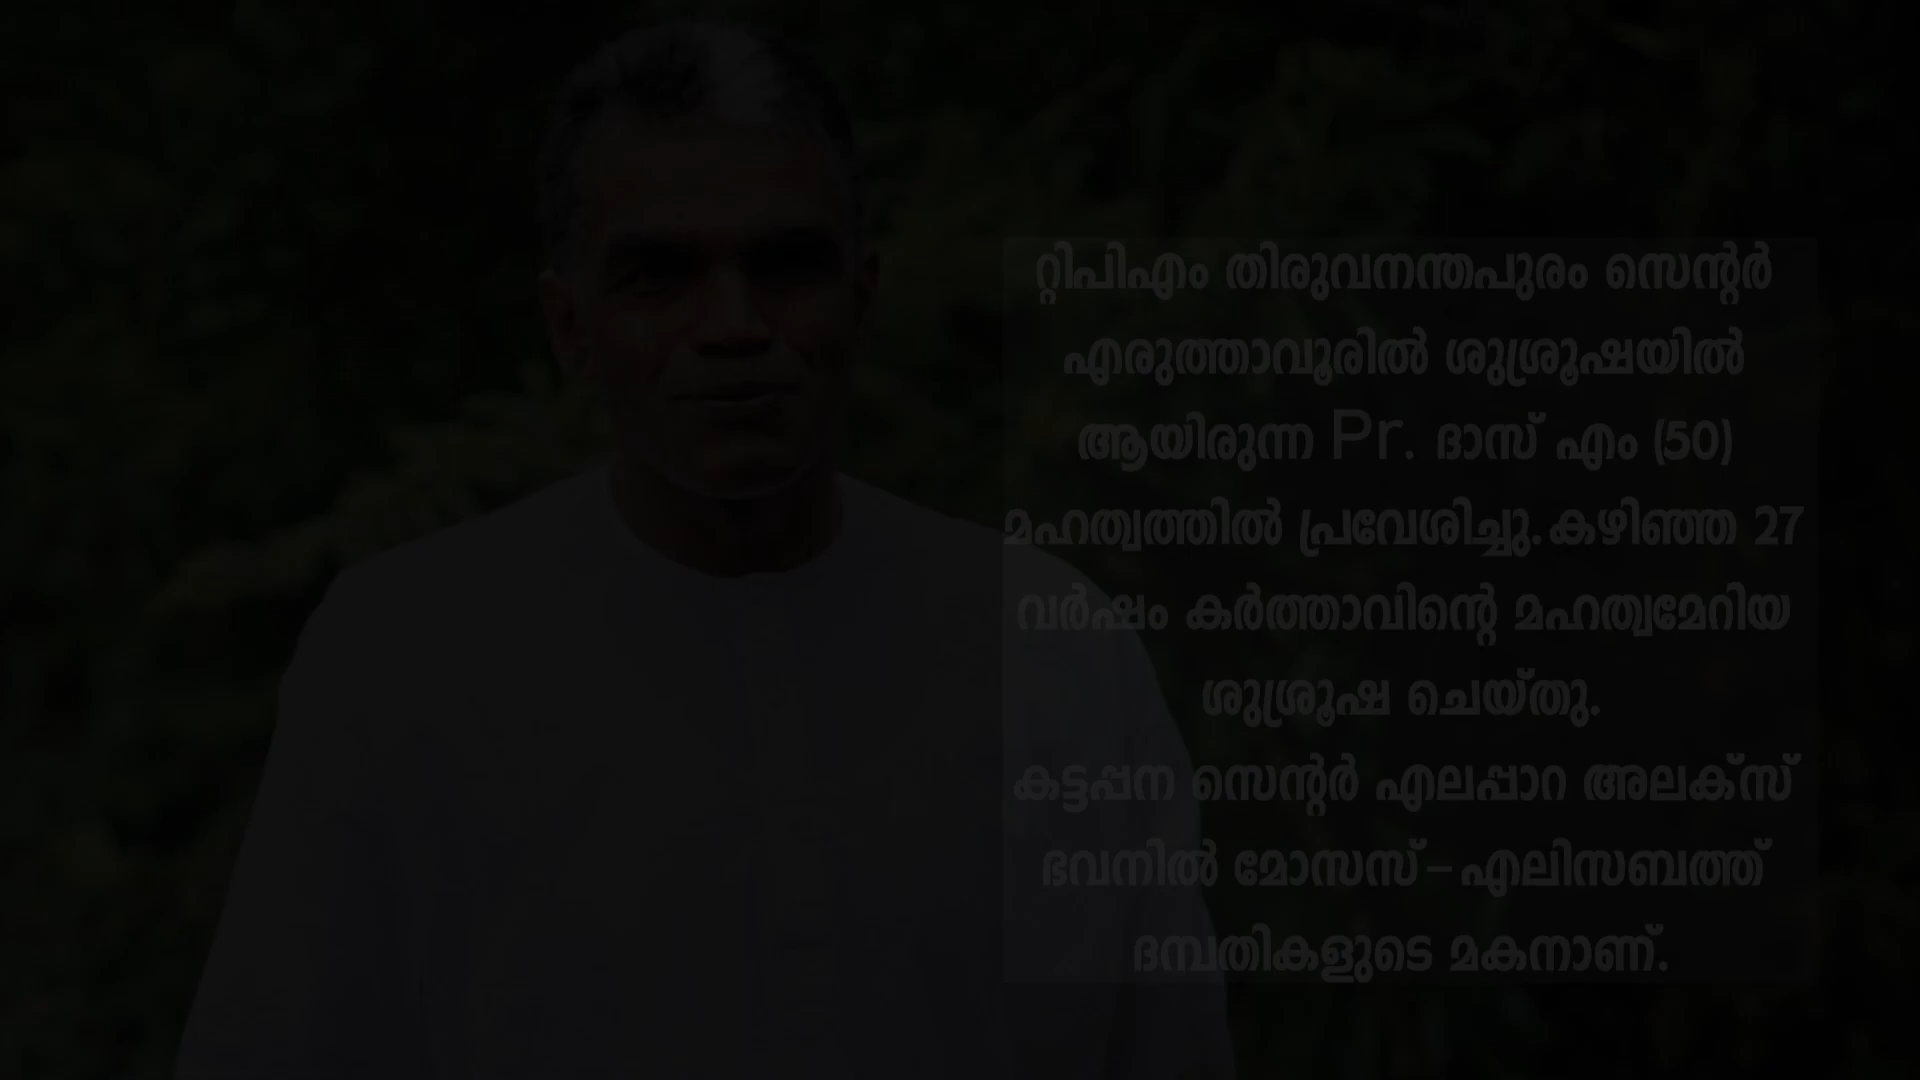 റ്റിപിഎം തിരുവനന്തപുരം സെന്റർ
എരുത്താവൂരിൽ ശുശ്രൂഷയിൽ
ആയിരുന്ന Pr. ദാസ് എം (50)
മഹത്വത്തിൽ പ്രവേശിച്ചു.കഴിഞ്ഞ 27
വർഷം കർത്താവിന്റെ മഹത്വമേറിയ
ശുശ്രൂഷ ചെയ്തു.
കട്ടപ്പന സെന്റർ എലപ്പാറ അലക്സ്
ഭവനിൽ മോസസ്-എലിസബത്ത്
ദമ്പതികളുടെ മകനാണ്.